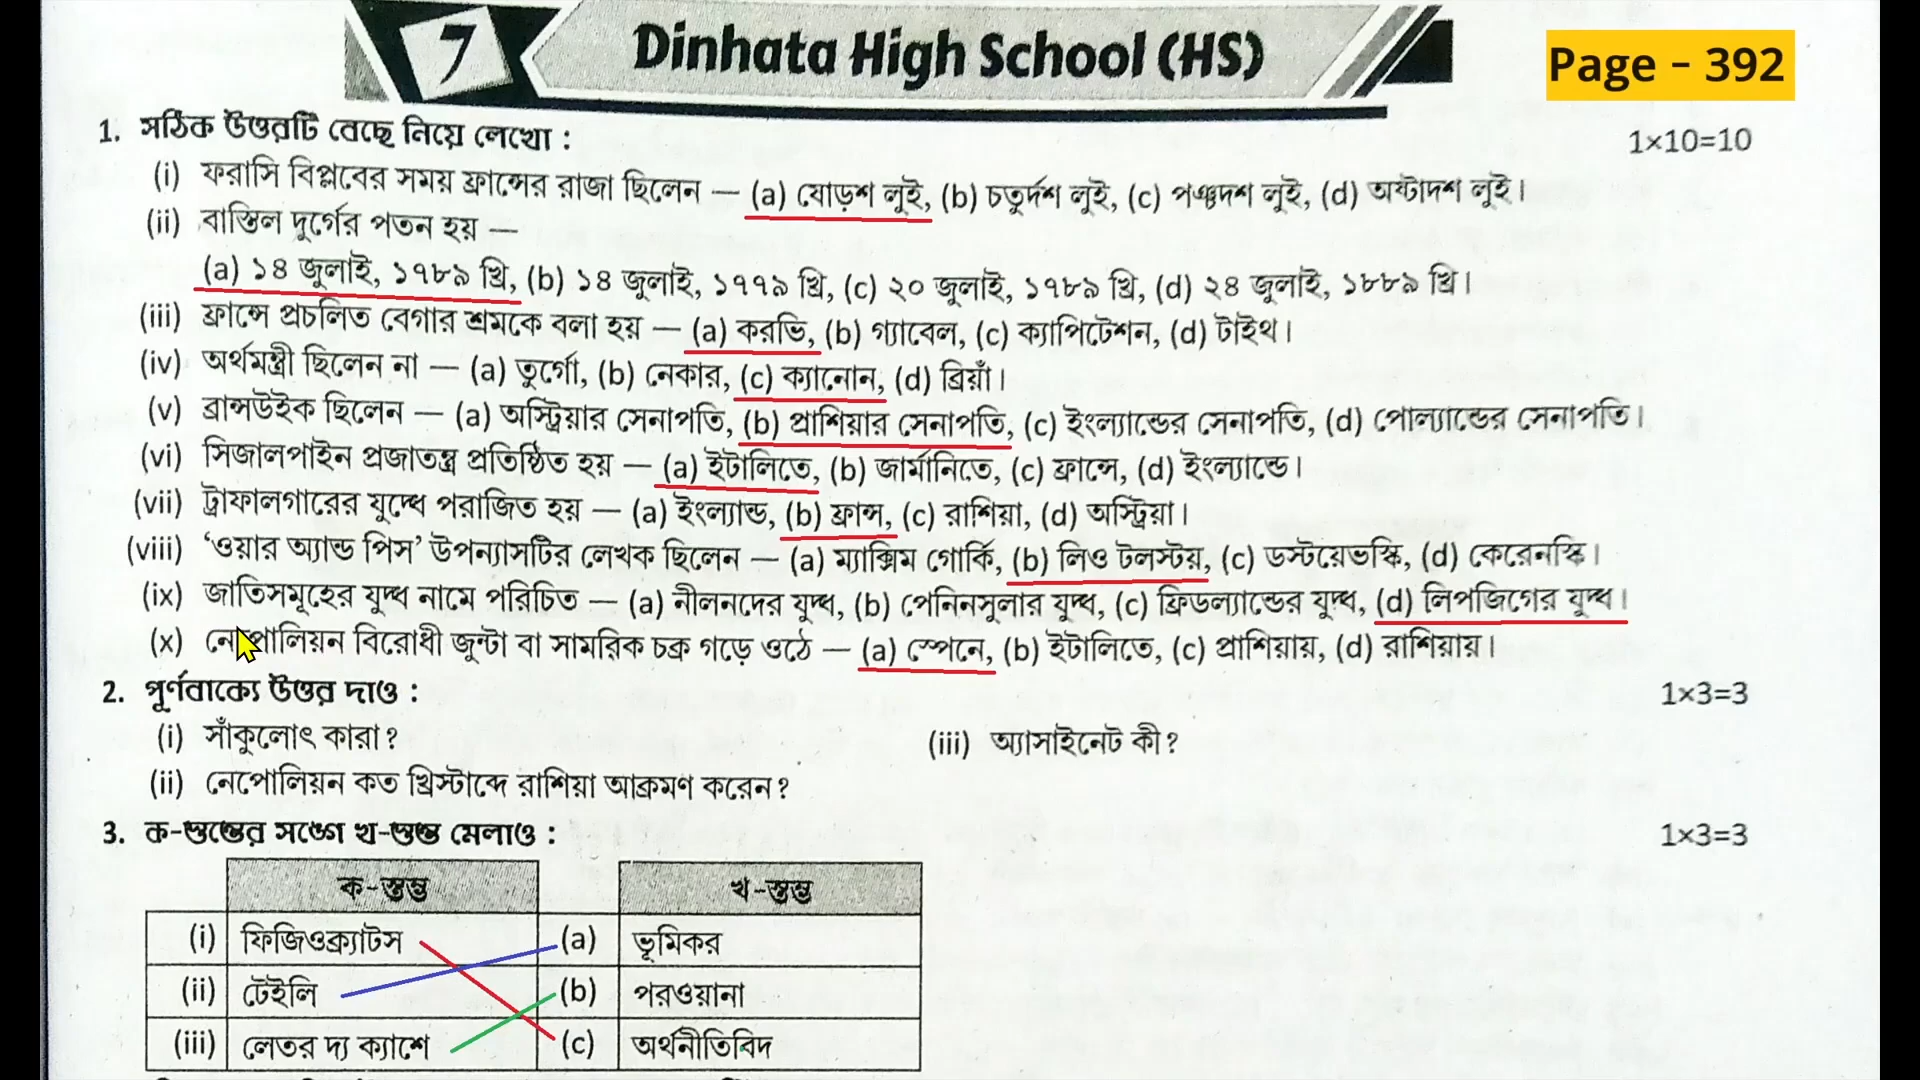 7
Dinhata High School (HS)
Page - 392
1. সঠিক উত্তরটি বেছে নিয়ে লেখো : 1×10=10
(i) ফরাসি বিপ্লবের সময় ফ্রান্সের রাজা ছিলেন — (a) ষোড়শ লুই, (b) চতুর্দশ লুই, (c) পঞ্চদশ লুই, (d) অষ্টাদশ লুই।
(ii) বাস্তিল দুর্গের পতন হয় —
(a) ১৪ জুলাই, ১৭৮৯ খ্রি, (b) ১৪ জুলাই, ১৭৭৯ খ্রি, (c) ২০ জুলাই, ১৭৮৯ খ্রি, (d) ২৪ জুলাই, ১৮৮৯ খ্রি।
(iii) ফ্রান্সে প্রচলিত বেগার শ্রমকে বলা হয় — (a) করভি, (b) গ্যাবেল, (c) ক্যাপিটেশন, (d) টাইথ।
(iv) অর্থমন্ত্রী ছিলেন না — (a) তুর্গো, (b) নেকার, (c) ক্যানোন, (d) ব্রিয়াঁ।
(v) ব্রান্সউইক ছিলেন — (a) অস্ট্রিয়ার সেনাপতি, (b) প্রাশিয়ার সেনাপতি, (c) ইংল্যান্ডের সেনাপতি, (d) পোল্যান্ডের সেনাপতি।
(vi) সিজালপাইন প্রজাতন্ত্র প্রতিষ্ঠিত হয় — (a) ইটালিতে, (b) জার্মানিতে, (c) ফ্রান্সে, (d) ইংল্যান্ডে।
(vii) ট্রাফালগারের যুদ্ধে পরাজিত হয় — (a) ইংল্যান্ড, (b) ফ্রান্স, (c) রাশিয়া, (d) অস্ট্রিয়া।
(viii) ‘ওয়ার অ্যান্ড পিস’ উপন্যাসটির লেখক ছিলেন — (a) ম্যাক্সিম গোর্কি, (b) লিও টলস্টয়, (c) ডস্টয়েভস্কি, (d) কেরেনস্কি।
(ix) জাতিসমূহের যুদ্ধ নামে পরিচিত — (a) নীলনদের যুদ্ধ, (b) পেনিনসুলার যুদ্ধ, (c) ফ্রিডল্যান্ডের যুদ্ধ, (d) লিপজিগের যুদ্ধ।
(x) নেপোলিয়ন বিরোধী জুন্টা বা সামরিক চক্র গড়ে ওঠে — (a) স্পেনে, (b) ইটালিতে, (c) প্রাশিয়ায়, (d) রাশিয়ায়।
2. পূর্ণবাক্যে উত্তর দাও : 1×3=3
(i) সাঁকুলোৎ কারা? (iii) অ্যাসাইনেট কী?
(ii) নেপোলিয়ন কত খ্রিস্টাব্দে রাশিয়া আক্রমণ করেন?
3. ক-স্তম্ভের সঙ্গে খ-স্তম্ভ মেলাও : 1×3=3
ক-স্তম্ভ খ-স্তম্ভ
(i) ফিজিওক্র্যাটস (a) ভূমিকর
(ii) টেইলি (b) পরওয়ানা
(iii) লেতর দ্য ক্যাশে (c) অর্থনীতিবিদ